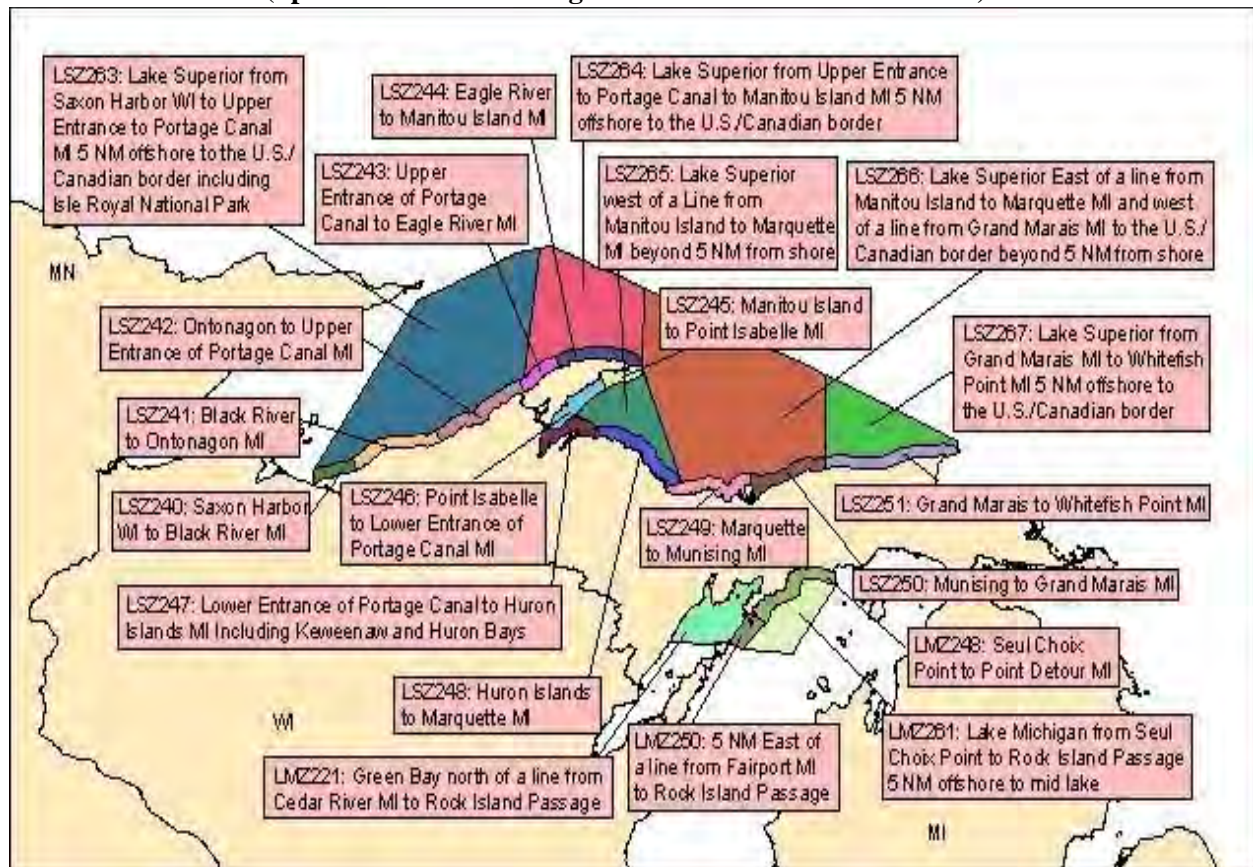 LSZ263: Lake Superior from
Saxon Harbor WI to Upper
Entrance to Portage Canal
MI 5 NM offshore to the U.S./
Canadian border including
Isle Royal National Park
LSZ244: Eagle River
to Manitou Island MI
LSZ264: Lake Superior from Upper Entrance
to Portage Canal to Manitou Island MI 5 NM
offshore to the U.S./Canadian border
LSZ243: Upper
Entrance of Portage
Canal to Eagle River MI
LSZ265: Lake Superior
west of a Line from
Manitou Island to Marquette
MI beyond 5 NM from shore
LSZ266: Lake Superior East of a line from
Manitou Island to Marquette MI and west
of a line from Grand Marais MI to the U.S./
Canadian border beyond 5 NM from shore
MN
LSZ242: Ontonagon to Upper
Entrance of Portage Canal MI
LSZ245: Manitou Island
to Point Isabelle MI
LSZ267: Lake Superior from
Grand Marais MI to Whitefish
Point MI 5 NM offshore to
the U.S./Canadian border
LSZ241: Black River
to Ontonagon MI
LSZ240: Saxon Harbor
WI to Black River MI
LSZ246: Point Isabelle
to Lower Entrance of
Portage Canal MI
LSZ249: Marquette
to Munising MI
LSZ251: Grand Marais to Whitefish Point MI
LSZ250: Munising to Grand Marais MI
LSZ247: Lower Entrance of Portage Canal to Huron
Islands MI Including Keweenaw and Huron Bays
LMZ248: Seul Choix
Point to Point Detour MI
LSZ248: Huron Islands
to Marquette MI
WI
LMZ221: Green Bay north of a line from
Cedar River MI to Rock Island Passage
LMZ250: 5 NM East of
a line from Fairport MI
to Rock Island Passage
LMZ261: Lake Michigan from Seul
Choix Point to Rock Island Passage
5 NM offshore to mid lake
MI